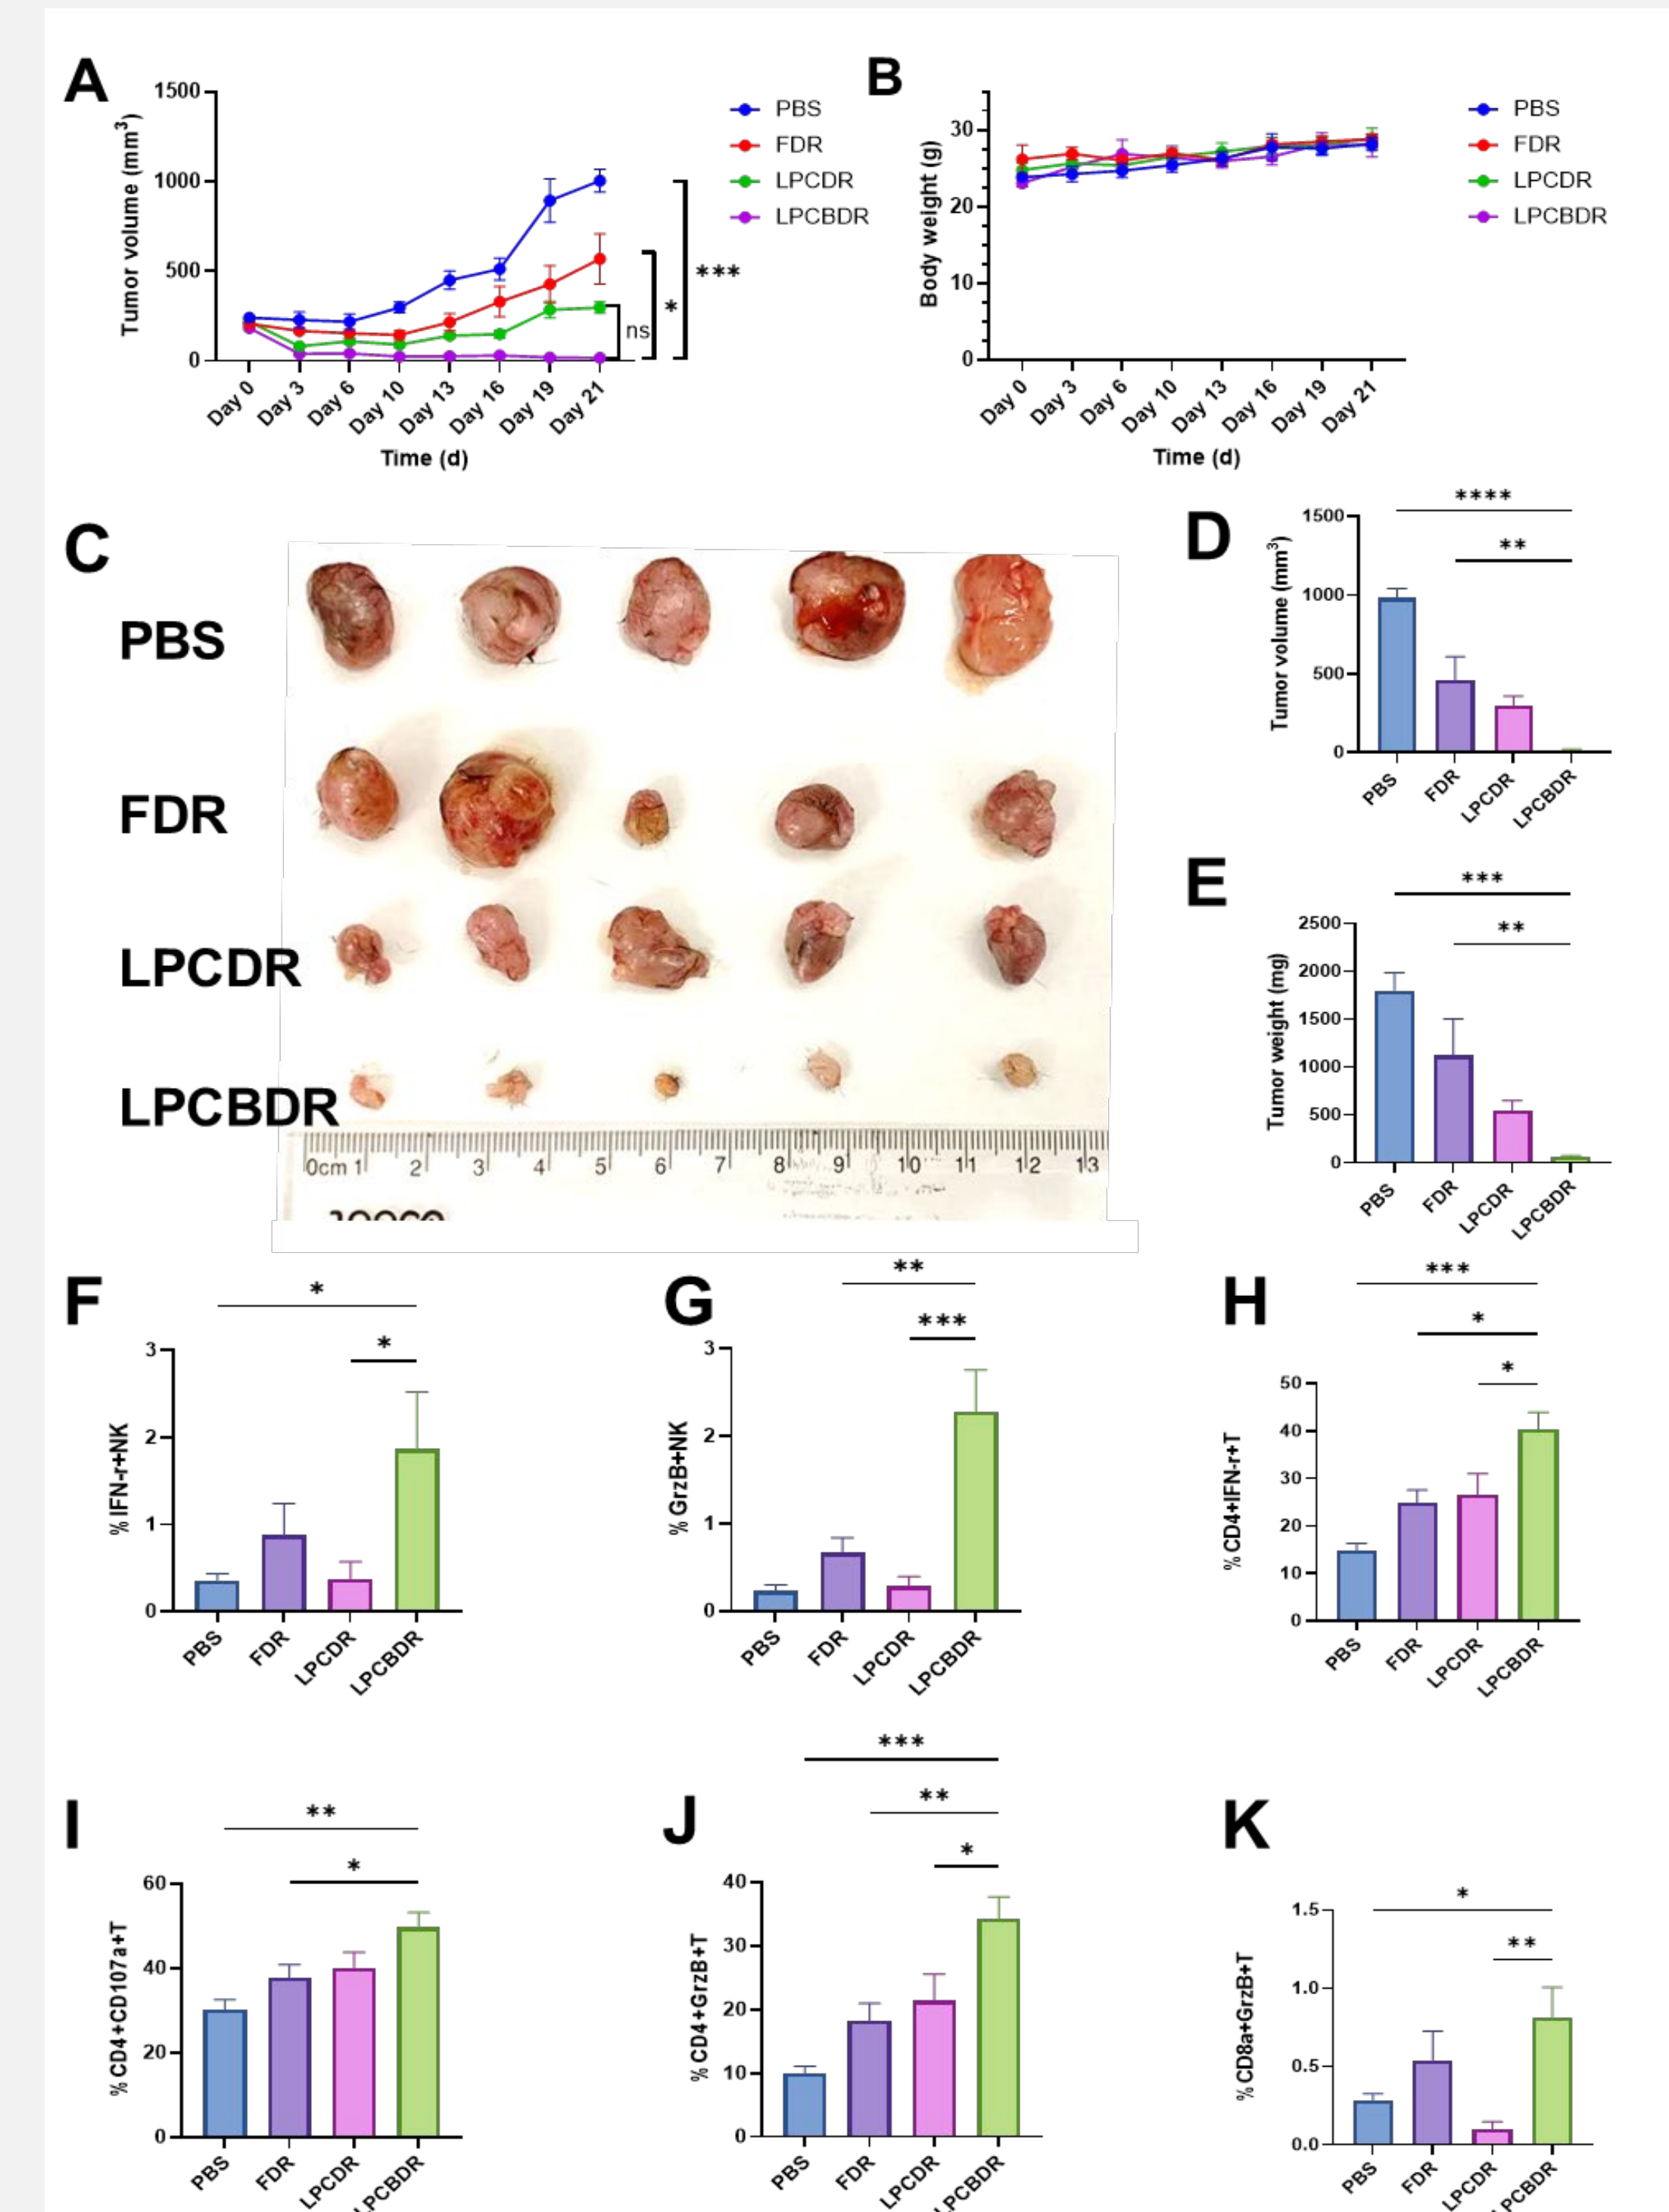 A
Tumor volume (mm3)
1500
1000
500
0
PBS
FDR
LPCDR
LPCBDR
ns
*
***
Day 0
Day 3
Day 6
Day 10
Day 13
Day 16
Day 19
Day 21
Time (d)
B
Body weight (g)
30
20
10
0
PBS
FDR
LPCDR
LPCBDR
Day 0
Day 3
Day 6
Day 10
Day 13
Day 16
Day 19
Day 21
Time (d)
C
PBS
FDR
LPCDR
LPCBDR
0cm 1 2 3 4 5 6 7 8 9 10 11 12 13
D
****
**
Tumor volume (mm3)
1500
1000
500
0
PBS
FDR
LPCDR
LPCBDR
E
***
**
Tumor weight (mg)
2500
2000
1500
1000
500
0
PBS
FDR
LPCDR
LPCBDR
F
*
*
% IFN-r+NK
3
2
1
0
PBS
FDR
LPCDR
LPCBDR
G
**
***
% GrzB+NK
3
2
1
0
PBS
FDR
LPCDR
LPCBDR
H
***
*
*
% CD4+IFN-r+T
50
40
30
20
10
0
PBS
FDR
LPCDR
LPCBDR
I
**
*
% CD4+CD107a+T
60
40
20
0
PBS
FDR
LPCDR
LPCBDR
J
***
**
*
% CD4+GrzB+T
40
30
20
10
0
PBS
FDR
LPCDR
LPCBDR
K
*
**
% CD8a+GrzB+T
1.5
1.0
0.5
0.0
PBS
FDR
LPCDR
LPCBDR